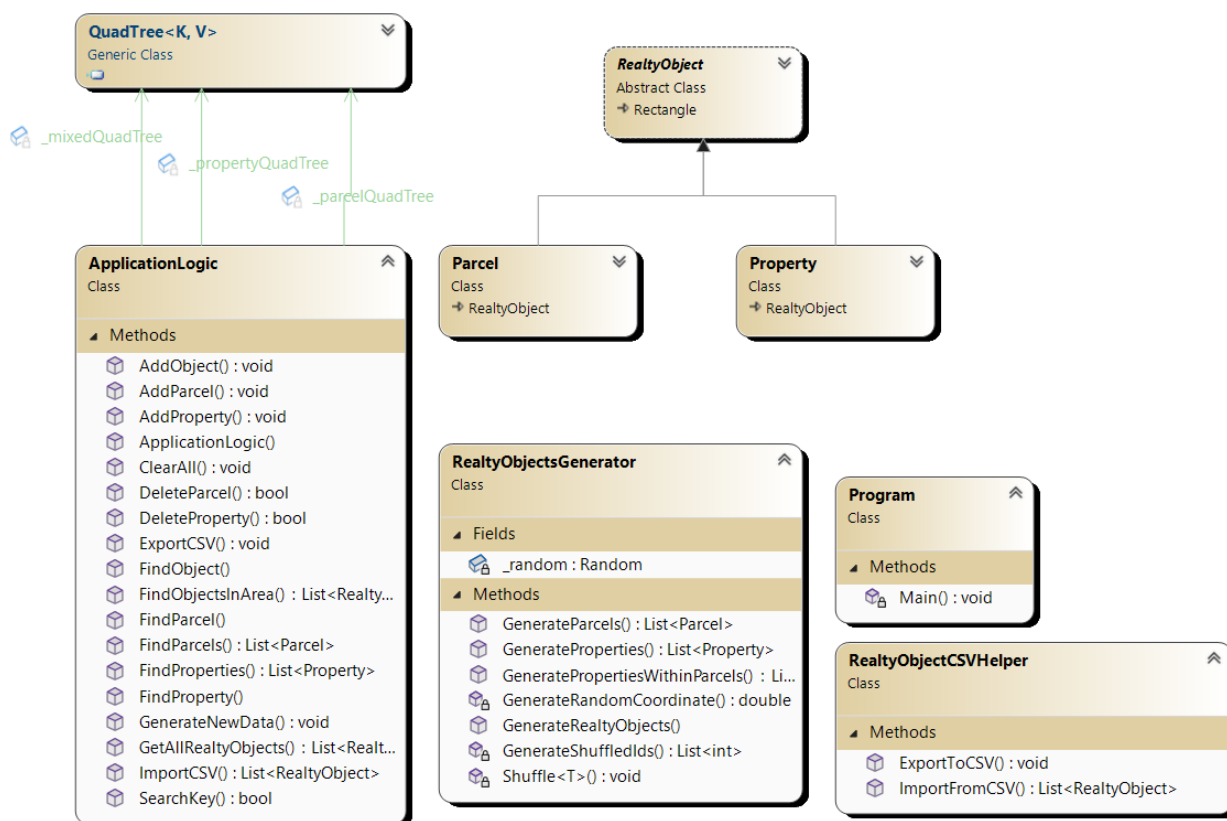 QuadTree<K, V>
Generic Class
_mixedQuadTree
_propertyQuadTree
_parcelQuadTree
RealtyObject
Abstract Class
Rectangle
ApplicationLogic
Class
Methods
AddObject() : void
AddParcel() : void
AddProperty() : void
ApplicationLogic()
ClearAll() : void
DeleteParcel() : bool
DeleteProperty() : bool
ExportCSV() : void
FindObject()
FindObjectsInArea() : List<Realty...
FindParcel()
FindParcels() : List<Parcel>
FindProperties() : List<Property>
FindProperty()
GenerateNewData() : void
GetAllRealtyObjects() : List<Realt...
ImportCSV() : List<RealtyObject>
SearchKey() : bool
Parcel
Class
RealtyObject
Property
Class
RealtyObject
RealtyObjectsGenerator
Class
Fields
_random : Random
Methods
GenerateParcels() : List<Parcel>
GenerateProperties() : List<Property>
GeneratePropertiesWithinParcels() : Li...
GenerateRandomCoordinate() : double
GenerateRealtyObjects()
GenerateShuffledIds() : List<int>
Shuffle<T>() : void
Program
Class
Methods
Main() : void
RealtyObjectCSVHelper
Class
Methods
ExportToCSV() : void
ImportFromCSV() : List<RealtyObject>